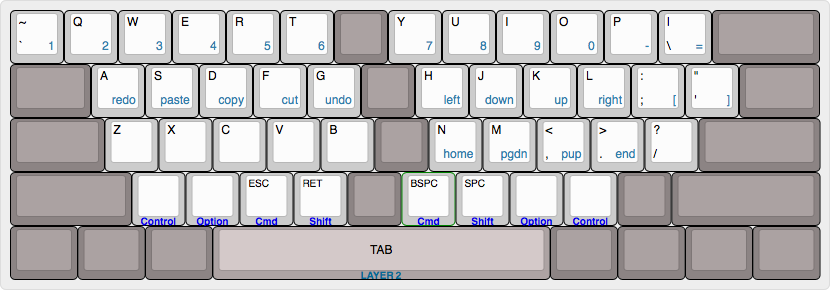 ~ Q W E R T Y U I O P |
` 1 2 3 4 5 6 7 8 9 0 - \ =
A S D F G H J K L : "
redo paste copy cut undo left down up right ; [ ' ]
Z X C V B N M < > ?
home pgdn , pup . end /
ESC RET BSPC SPC
Control Option Cmd Shift Cmd Shift Option Control
TAB
LAYER 2